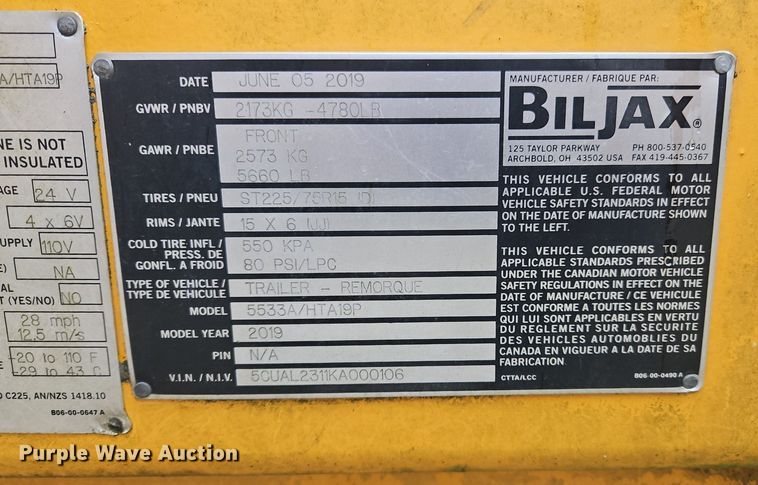 A/HTA19P
NE IS NOT
INSULATED
AGE 24 V
4 x 6V
SUPPLY 110V
NA
(YES/NO) NO
28 mph
12.5 m/s
-20 to 110 F
-29 to 43 C
C225, AN/NZS 1418.10
B06-00-0647 A
DATE JUNE 05 2019
GVWR / PNBV 2173KG -4780LB
GAWR / PNBE FRONT
2573 KG
5660 LB
TIRES / PNEU ST225/75R15 (D)
RIMS / JANTE 15 X 6 (JJ)
COLD TIRE INFL / 550 KPA
PRESS. DE
GONFL. A FROID 80 PSI/LPC
TYPE OF VEHICLE / TRAILER - REMORQUE
TYPE DE VEHICULE
MODEL 5533A/HTA19P
MODEL YEAR 2019
PIN N/A
V.I.N. / N.I.V. 5CUAL2311KA000106
MANUFACTURER / FABRIQUE PAR:
BILJAX®
125 TAYLOR PARKWAY PH 800-537-0540
ARCHBOLD, OH 43502 USA FAX 419-445-0367
THIS VEHICLE CONFORMS TO ALL
APPLICABLE U.S. FEDERAL MOTOR
VEHICLE SAFETY STANDARDS IN EFFECT
ON THE DATE OF MANUFACTURE SHOWN
TO THE LEFT.
THIS VEHICLE CONFORMS TO ALL
APPLICABLE STANDARDS PRESCRIBED
UNDER THE CANADIAN MOTOR VEHICLE
SAFETY REGULATIONS IN EFFECT ON THE
DATE OF MANUFACTURE / CE VEHICULE
EST CONFORME A TOUTES LES NORMES
QUI LUI SONT APPLICABLES EN VERTU
DU REGLEMENT SUR LA SECURITE
DES VEHICULES AUTOMOBILES DU
CANADA EN VIGUEUR A LA DATE DE SA
FABRICATION.
CTTA/LCC B06-00-0490 A
Purple Wave Auction